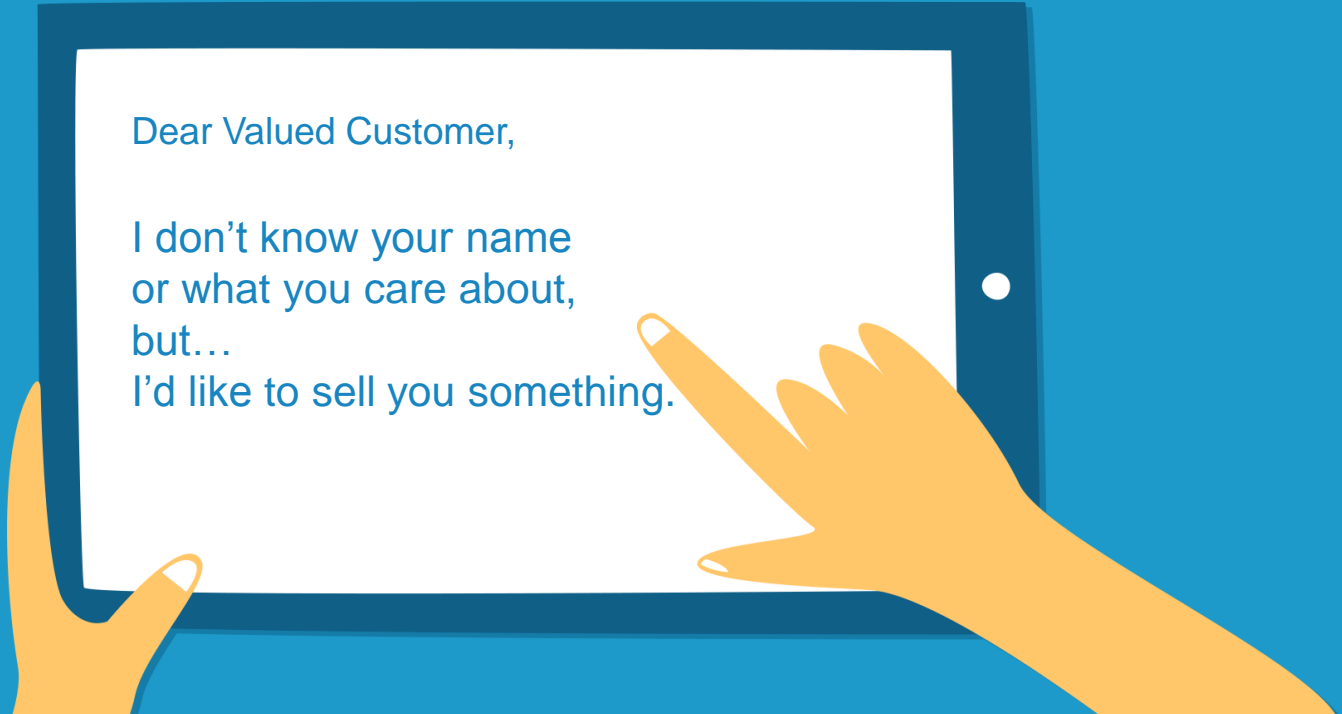 Dear Valued Customer,
I don’t know your name
or what you care about,
but…
I’d like to sell you something.